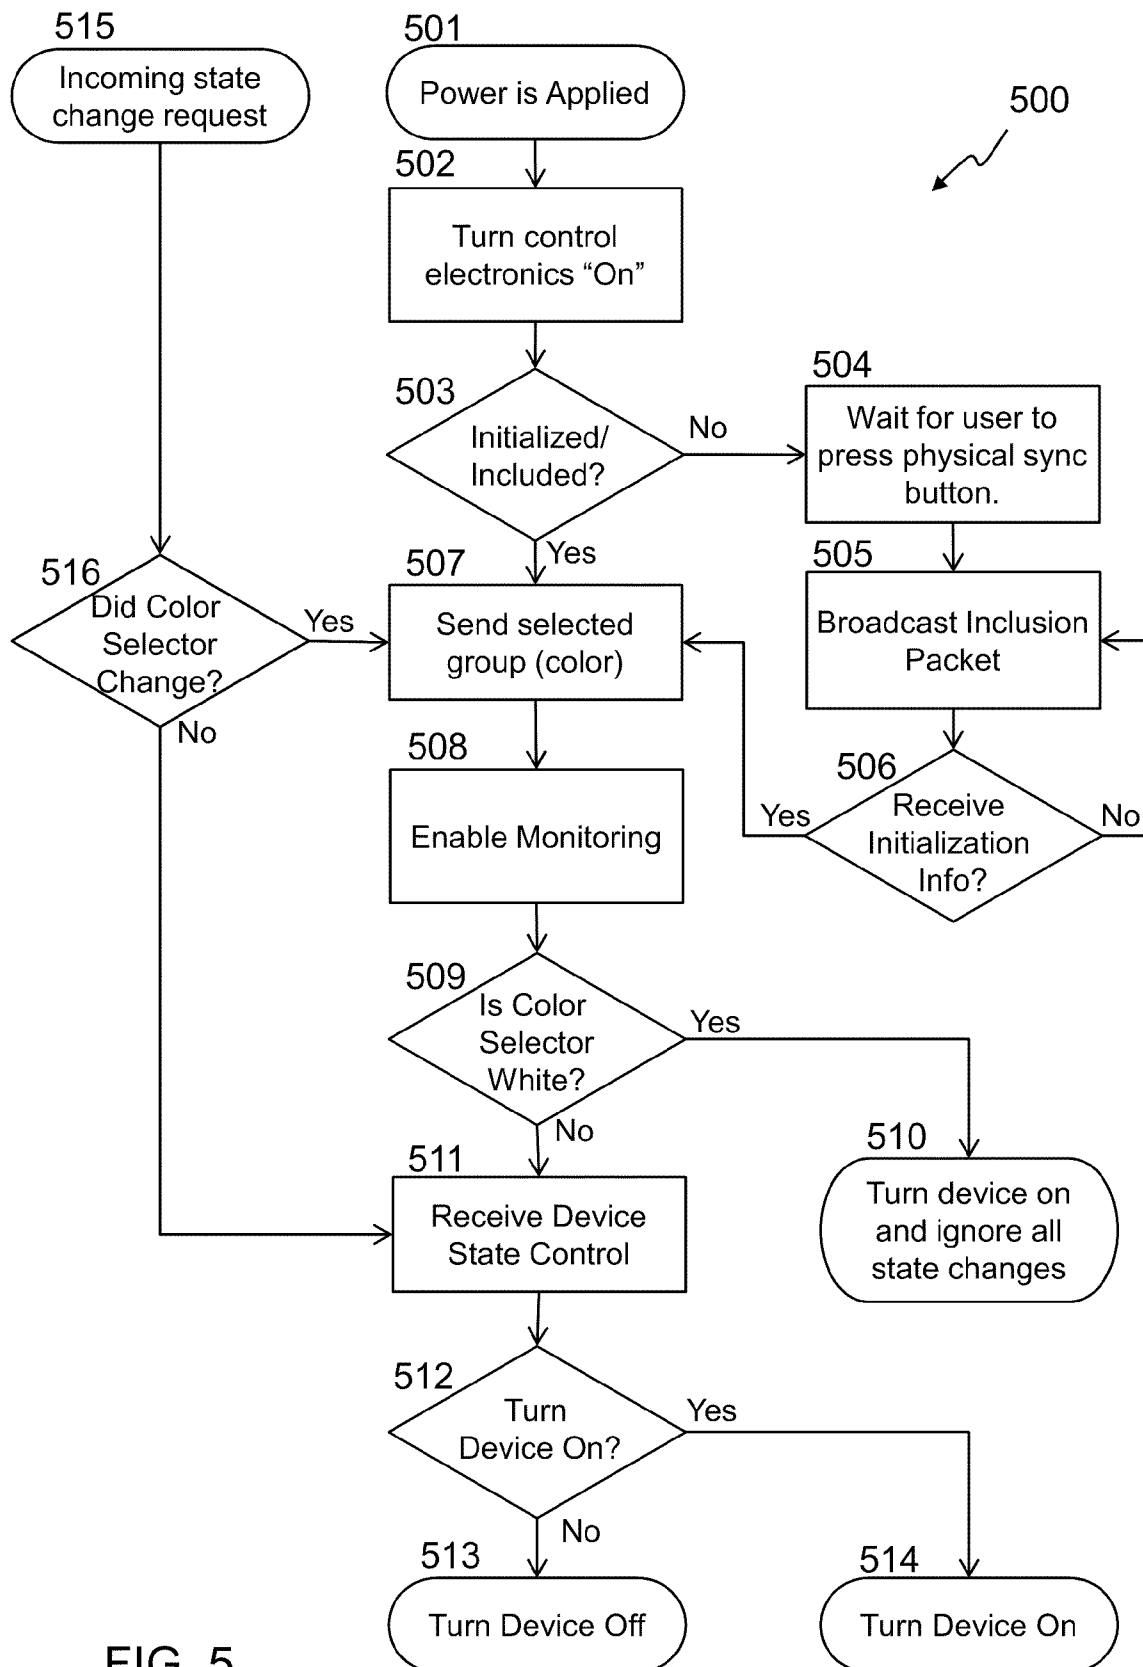 515
Incoming state
change request
501
Power is Applied
500
502
Turn control
electronics “On”
503
Initialized/
Included?
No
Yes
504
Wait for user to
press physical sync
button.
505
Broadcast Inclusion
Packet
506
Receive
Initialization
Info?
Yes
No
516
Did Color
Selector
Change?
Yes
No
507
Send selected
group (color)
508
Enable Monitoring
509
Is Color
Selector
White?
Yes
No
510
Turn device on
and ignore all
state changes
511
Receive Device
State Control
512
Turn
Device On?
Yes
No
513
Turn Device Off
514
Turn Device On
FIG. 5